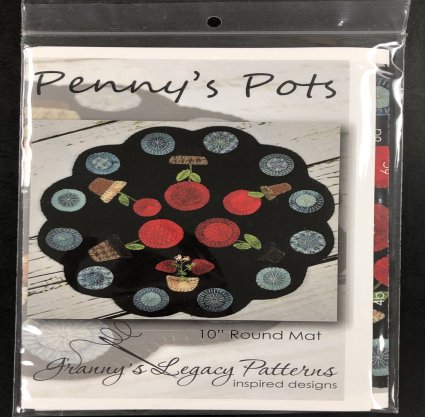 Penny's Pots
10" Round Mat
Granny's Legacy Patterns
inspired designs